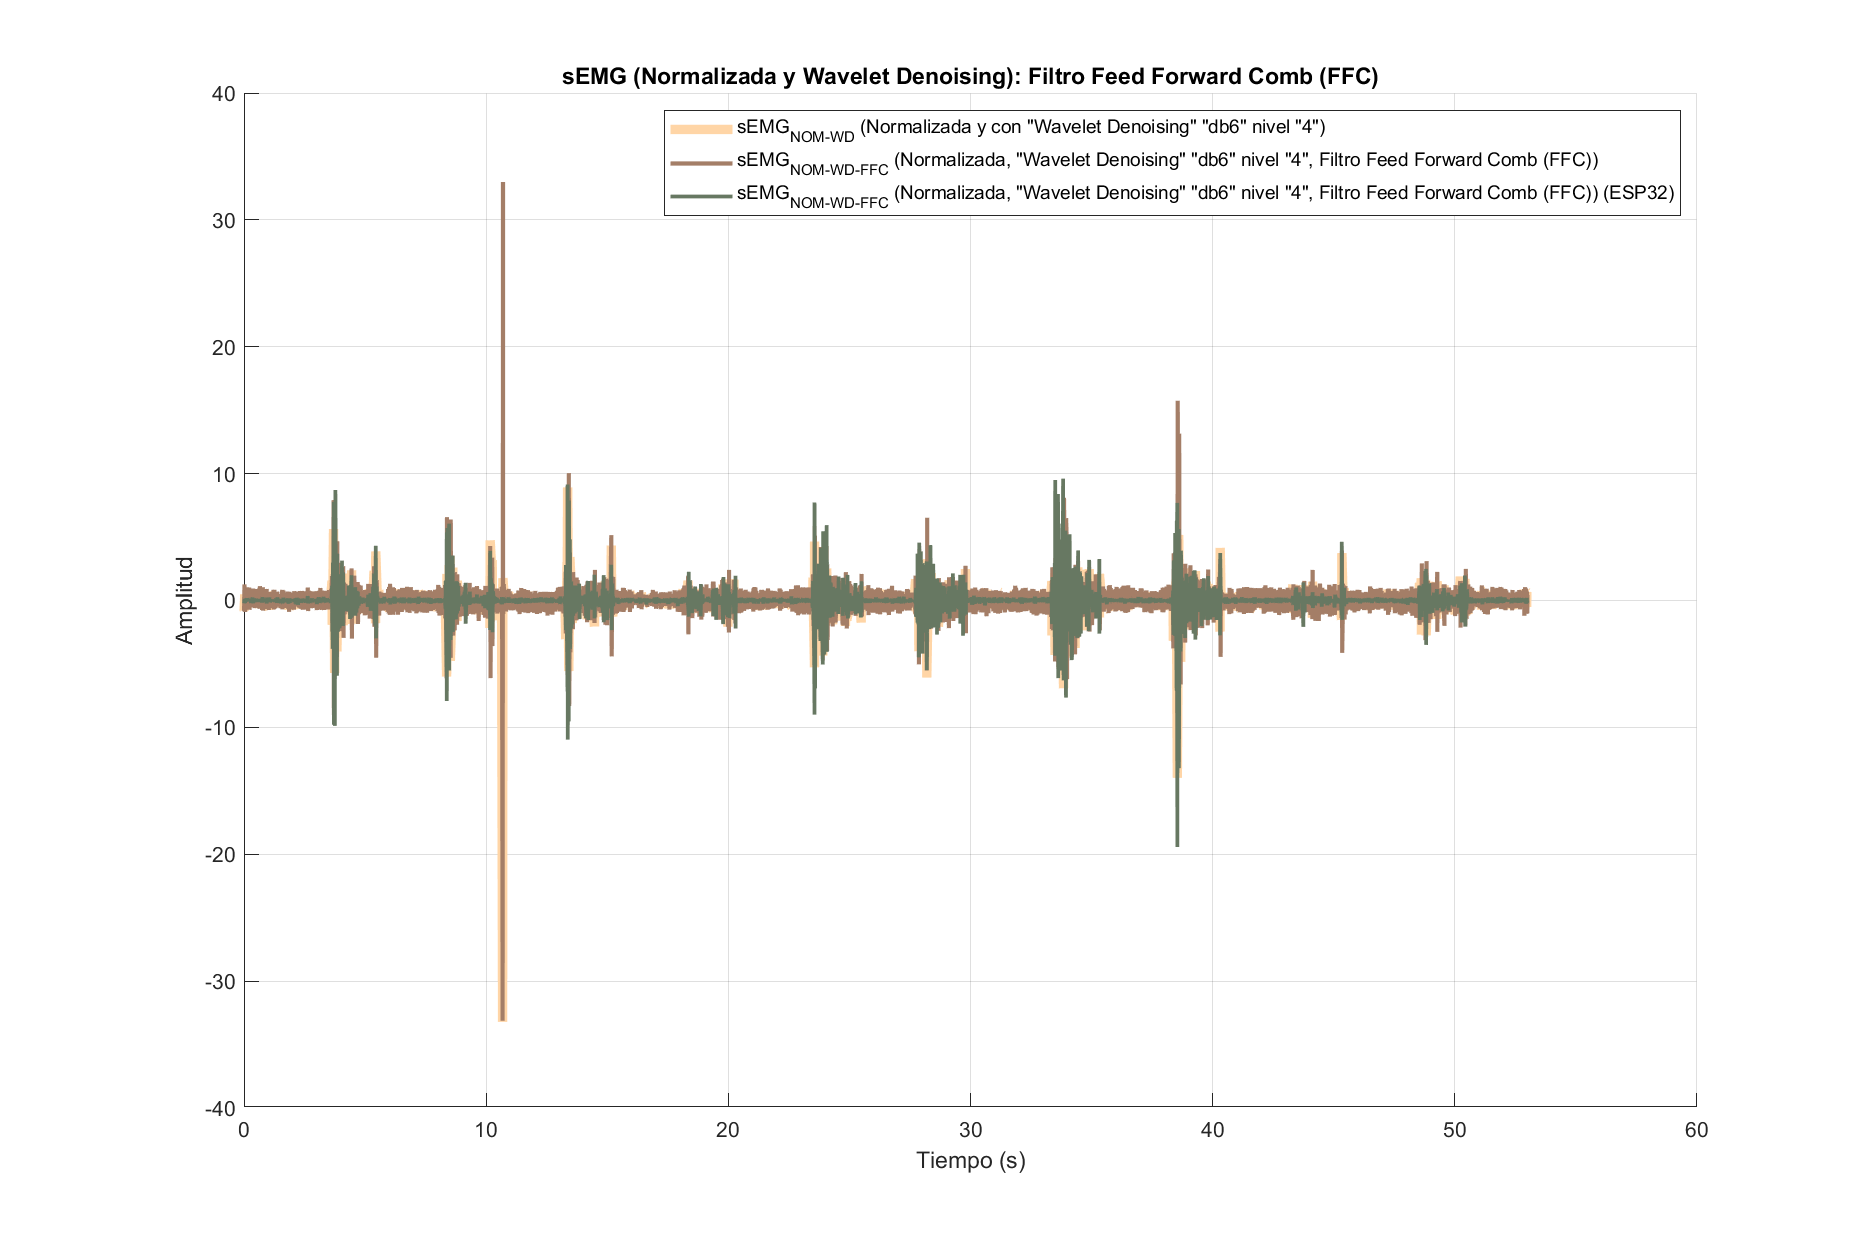 sEMG (Normalizada y Wavelet Denoising): Filtro Feed Forward Comb (FFC)
sEMG_NOM-WD (Normalizada y con "Wavelet Denoising" "db6" nivel "4")
sEMG_NOM-WD-FFC (Normalizada, "Wavelet Denoising" "db6" nivel "4", Filtro Feed Forward Comb (FFC))
sEMG_NOM-WD-FFC (Normalizada, "Wavelet Denoising" "db6" nivel "4", Filtro Feed Forward Comb (FFC)) (ESP32)
Amplitud
40
30
20
10
0
-10
-20
-30
-40
0 10 20 30 40 50 60
Tiempo (s)